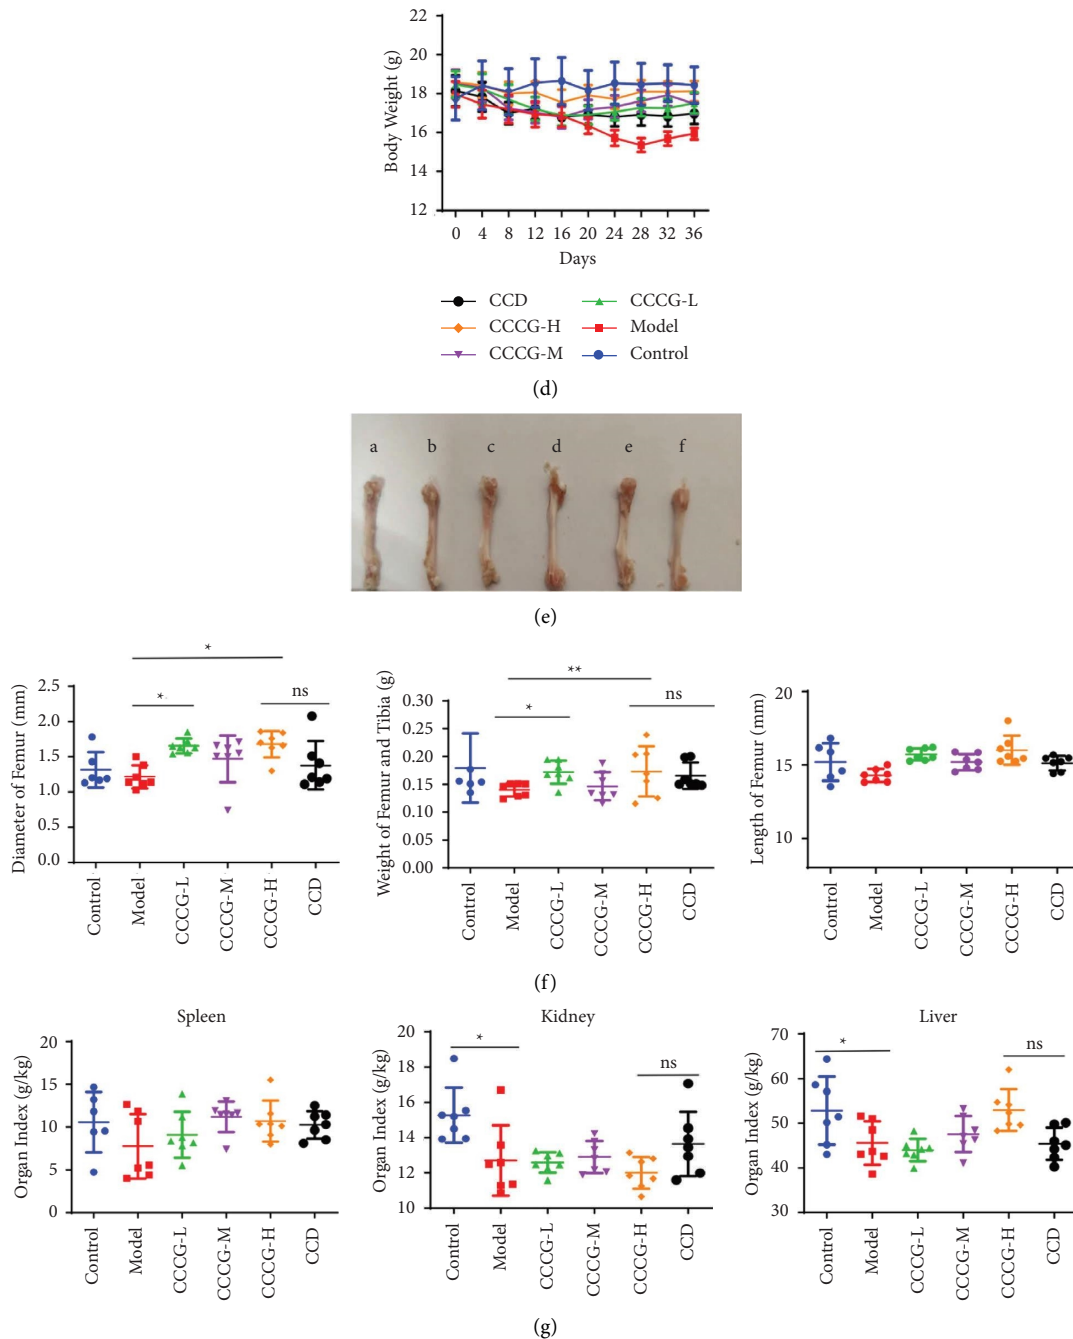 22
20
18
16
14
12
Body Weight (g)
0 4 8 12 16 20 24 28 32 36
Days
CCD CCCG-L
CCCG-H Model
CCCG-M Control
(d)
a b c d e f
(e)
* 
* ns
2.5
2.0
1.5
1.0
0.5
0.0
Diameter of Femur (mm)
Control Model CCCG-L CCCG-M CCCG-H CCD
**
* ns
0.30
0.25
0.20
0.15
0.10
0.05
0.00
Weight of Femur and Tibia (g)
Control Model CCCG-L CCCG-M CCCG-H CCD
20
15
10
Length of Femur (mm)
Control Model CCCG-L CCCG-M CCCG-H CCD
(f)
Spleen
20
15
10
5
0
Organ Index (g/kg)
Control Model CCCG-L CCCG-M CCCG-H CCD
Kidney
* ns
20
18
16
14
12
10
Organ Index (g/kg)
Control Model CCCG-L CCCG-M CCCG-H CCD
Liver
* ns
70
60
50
40
30
Organ Index (g/kg)
Control Model CCCG-L CCCG-M CCCG-H CCD
(g)